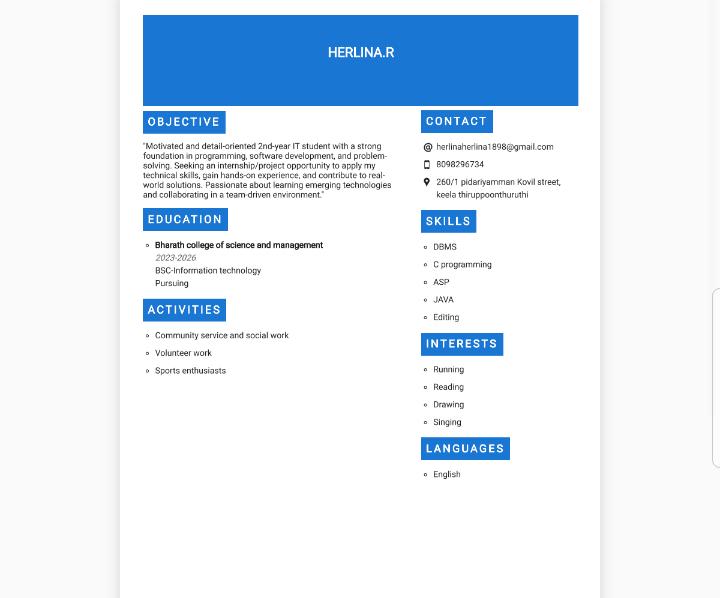 HERLINA.R
OBJECTIVE
"Motivated and detail-oriented 2nd-year IT student with a strong
foundation in programming, software development, and problem-
solving. Seeking an internship/project opportunity to apply my
technical skills, gain hands-on experience, and contribute to real-
world solutions. Passionate about learning emerging technologies
and collaborating in a team-driven environment."
EDUCATION
Bharath college of science and management
2023-2026
BSC-Information technology
Pursuing
ACTIVITIES
Community service and social work
Volunteer work
Sports enthusiasts
CONTACT
herlinaherlina1898@gmail.com
8098296734
260/1 pidariyamman Kovil street,
keela thiruppoonthuruthi
SKILLS
DBMS
C programming
ASP
JAVA
Editing
INTERESTS
Running
Reading
Drawing
Singing
LANGUAGES
English